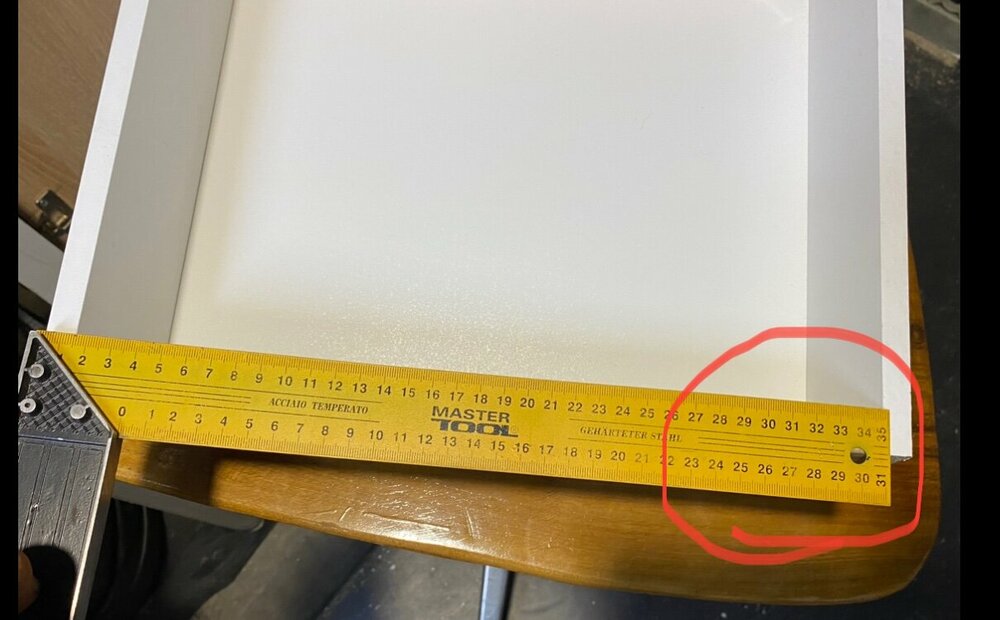 1 2 3 4 5 6 7 8 9 10 11 12 13 14 15 16 17 18 19 20 21 22 23 24 25 26 27 28 29 30 31 32 33 34 35
ACCIAIO TEMPERATO
MASTER
TOOL
GEHÄRTETER STAHL
0 1 2 3 4 5 6 7 8 9 10 11 12 13 14 15 16 17 18 19 20 21 22 23 24 25 26 27 28 29 30 31